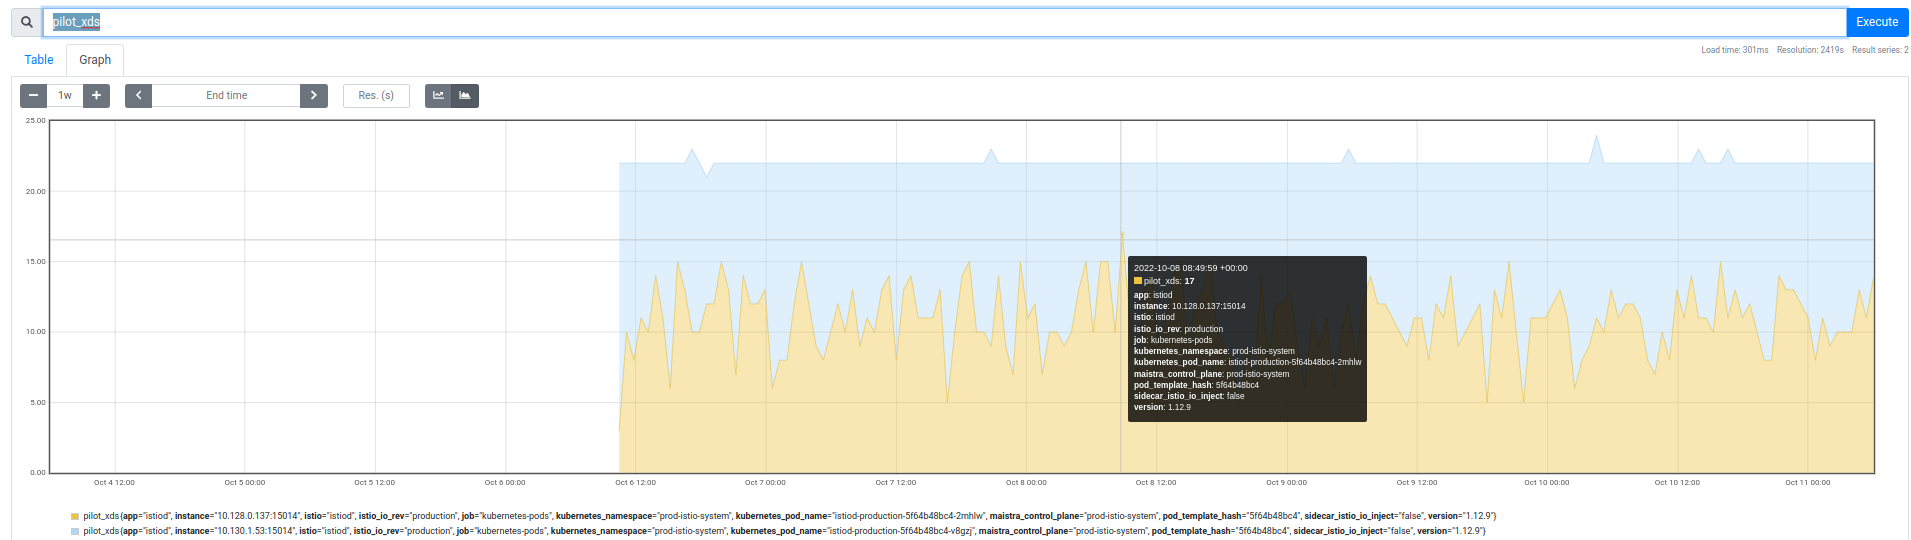 pilot_xds
Execute
Load time: 301ms Resolution: 2419s Result series: 2
Table Graph
1w End time Res. (s)
25.00
20.00
15.00
10.00
5.00
0.00
2022-10-08 08:49:59 +00:00
pilot_xds: 17
app: istiod
instance: 10.128.0.137:15014
istio: istiod
istio_io_rev: production
job: kubernetes-pods
kubernetes_namespace: prod-istio-system
kubernetes_pod_name: istiod-production-5f64b48bc4-2mhlw
maistra_control_plane: prod-istio-system
pod_template_hash: 5f64b48bc4
sidecar_istio_io_inject: false
version: 1.12.9
Oct 4 12:00 Oct 5 00:00 Oct 5 12:00 Oct 6 00:00 Oct 6 12:00 Oct 7 00:00 Oct 7 12:00 Oct 8 00:00 Oct 8 12:00 Oct 9 00:00 Oct 9 12:00 Oct 10 00:00 Oct 10 12:00 Oct 11 00:00
pilot_xds{app="istiod", instance="10.128.0.137:15014", istio="istiod", istio_io_rev="production", job="kubernetes-pods", kubernetes_namespace="prod-istio-system", kubernetes_pod_name="istiod-production-5f64b48bc4-2mhlw", maistra_control_plane="prod-istio-system", pod_template_hash="5f64b48bc4", sidecar_istio_io_inject="false", version="1.12.9"}
pilot_xds{app="istiod", instance="10.130.1.53:15014", istio="istiod", istio_io_rev="production", job="kubernetes-pods", kubernetes_namespace="prod-istio-system", kubernetes_pod_name="istiod-production-5f64b48bc4-v8gzj", maistra_control_plane="prod-istio-system", pod_template_hash="5f64b48bc4", sidecar_istio_io_inject="false", version="1.12.9"}